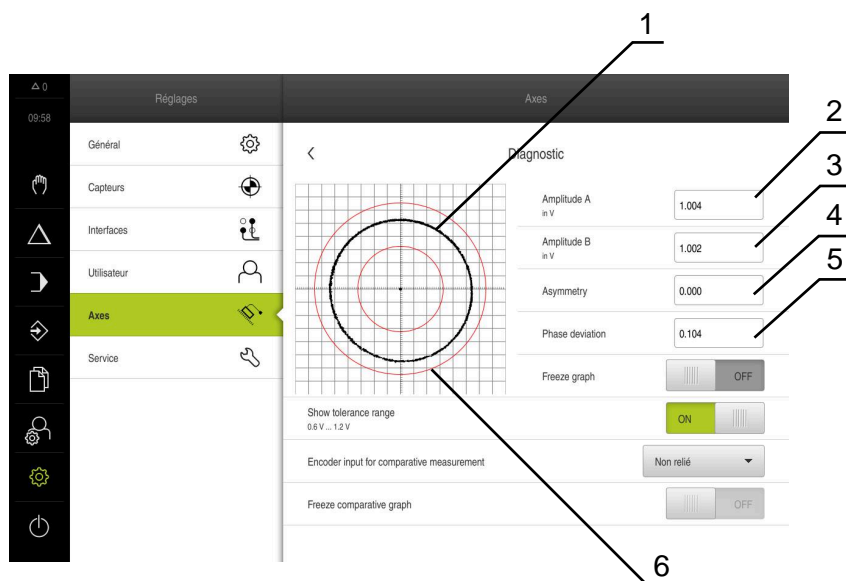 1
△ 0
Réglages
Axes
09:58
2
Général
Diagnostic
3
Capteurs
Amplitude A
in V
1.004
4
Interfaces
Amplitude B
in V
1.002
5
Utilisateur
Asymmetry
0.000
Axes
Phase deviation
0.104
Service
Freeze graph
OFF
Show tolerance range
0.6 V ... 1.2 V
ON
Encoder input for comparative measurement
Non relié
Freeze comparative graph
OFF
6